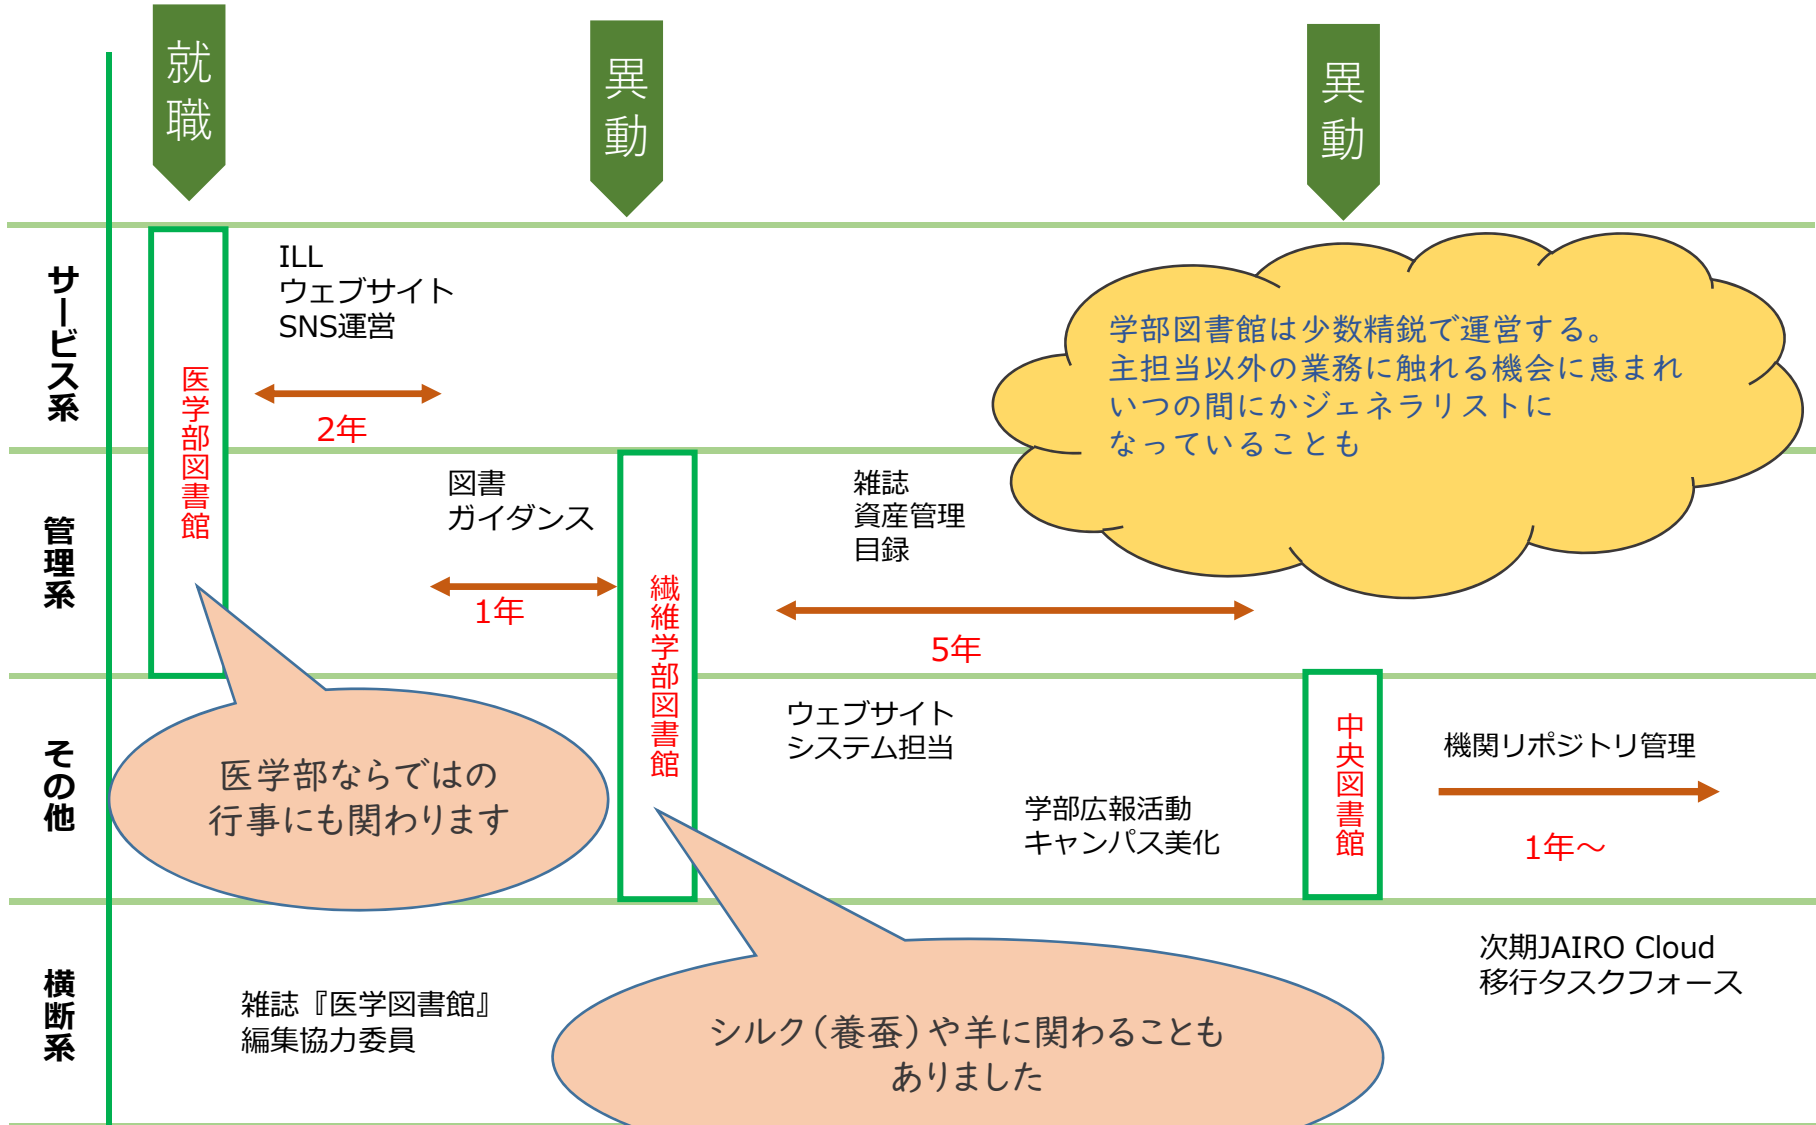 就職
異動
異動
サービス系
ILL
ウェブサイト
SNS運営
2年
医学部図書館
学部図書館は少数精鋭で運営する。
主担当以外の業務に触れる機会に恵まれ
いつの間にかジェネラリストに
なっていることも
管理系
図書
ガイダンス
1年
繊維学部図書館
雑誌
資産管理
目録
5年
その他
医学部ならではの
行事にも関わります
ウェブサイト
システム担当
学部広報活動
キャンパス美化
中央図書館
機関リポジトリ管理
1年～
横断系
雑誌『医学図書館』
編集協力委員
シルク（養蚕）や羊に関わることも
ありました
次期JAIRO Cloud
移行タスクフォース